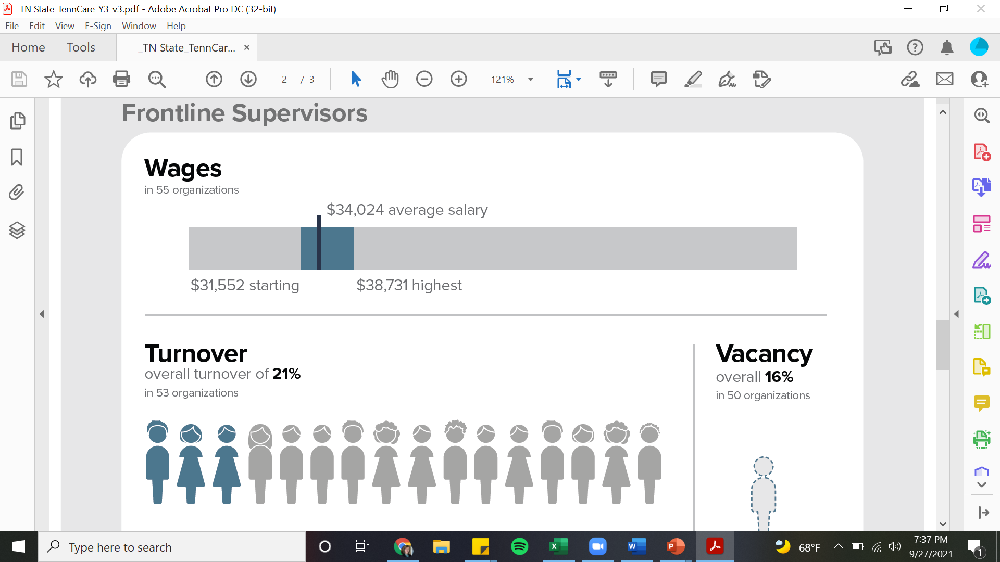 _TN State_TennCare_Y3_v3.pdf - Adobe Acrobat Pro DC (32-bit)
File Edit View E-Sign Window Help
Home Tools _TN State_TennCar... ×
2 / 3 121%
Frontline Supervisors
Wages
in 55 organizations
$34,024 average salary
$31,552 starting $38,731 highest
Turnover
overall turnover of 21%
in 53 organizations
Vacancy
overall 16%
in 50 organizations
Type here to search
68°F
7:37 PM
9/27/2021
1